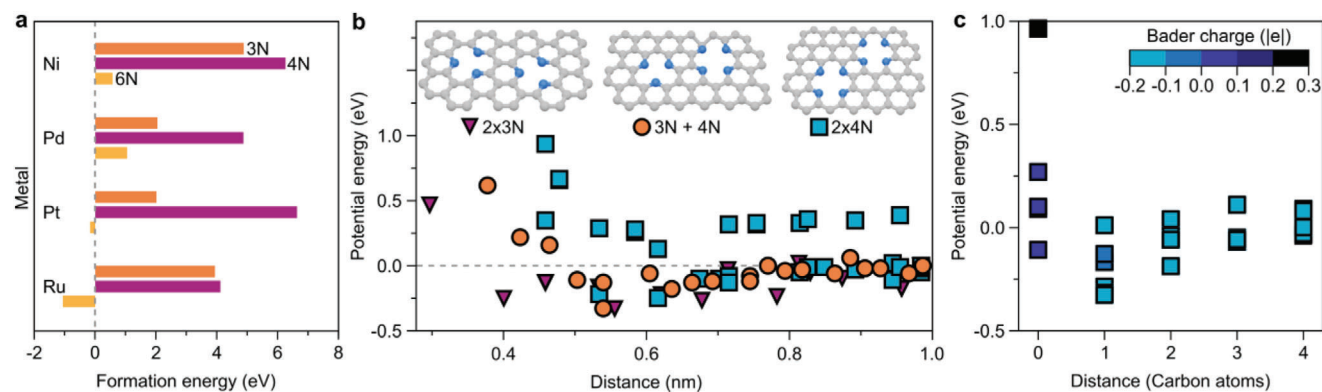 a
Ni
Pd
Pt
Ru
Metal
3N
4N
6N
-2
0
2
4
6
8
Formation energy (eV)
b
Potential energy (eV)
1.0
0.5
0.0
-0.5
2x3N
3N + 4N
2x4N
0.4
0.6
0.8
1.0
Distance (nm)
c
Potential energy (eV)
1.0
0.5
0.0
-0.5
Bader charge (|e|)
-0.2 -0.1 0.0 0.1 0.2 0.3
0
1
2
3
4
Distance (Carbon atoms)